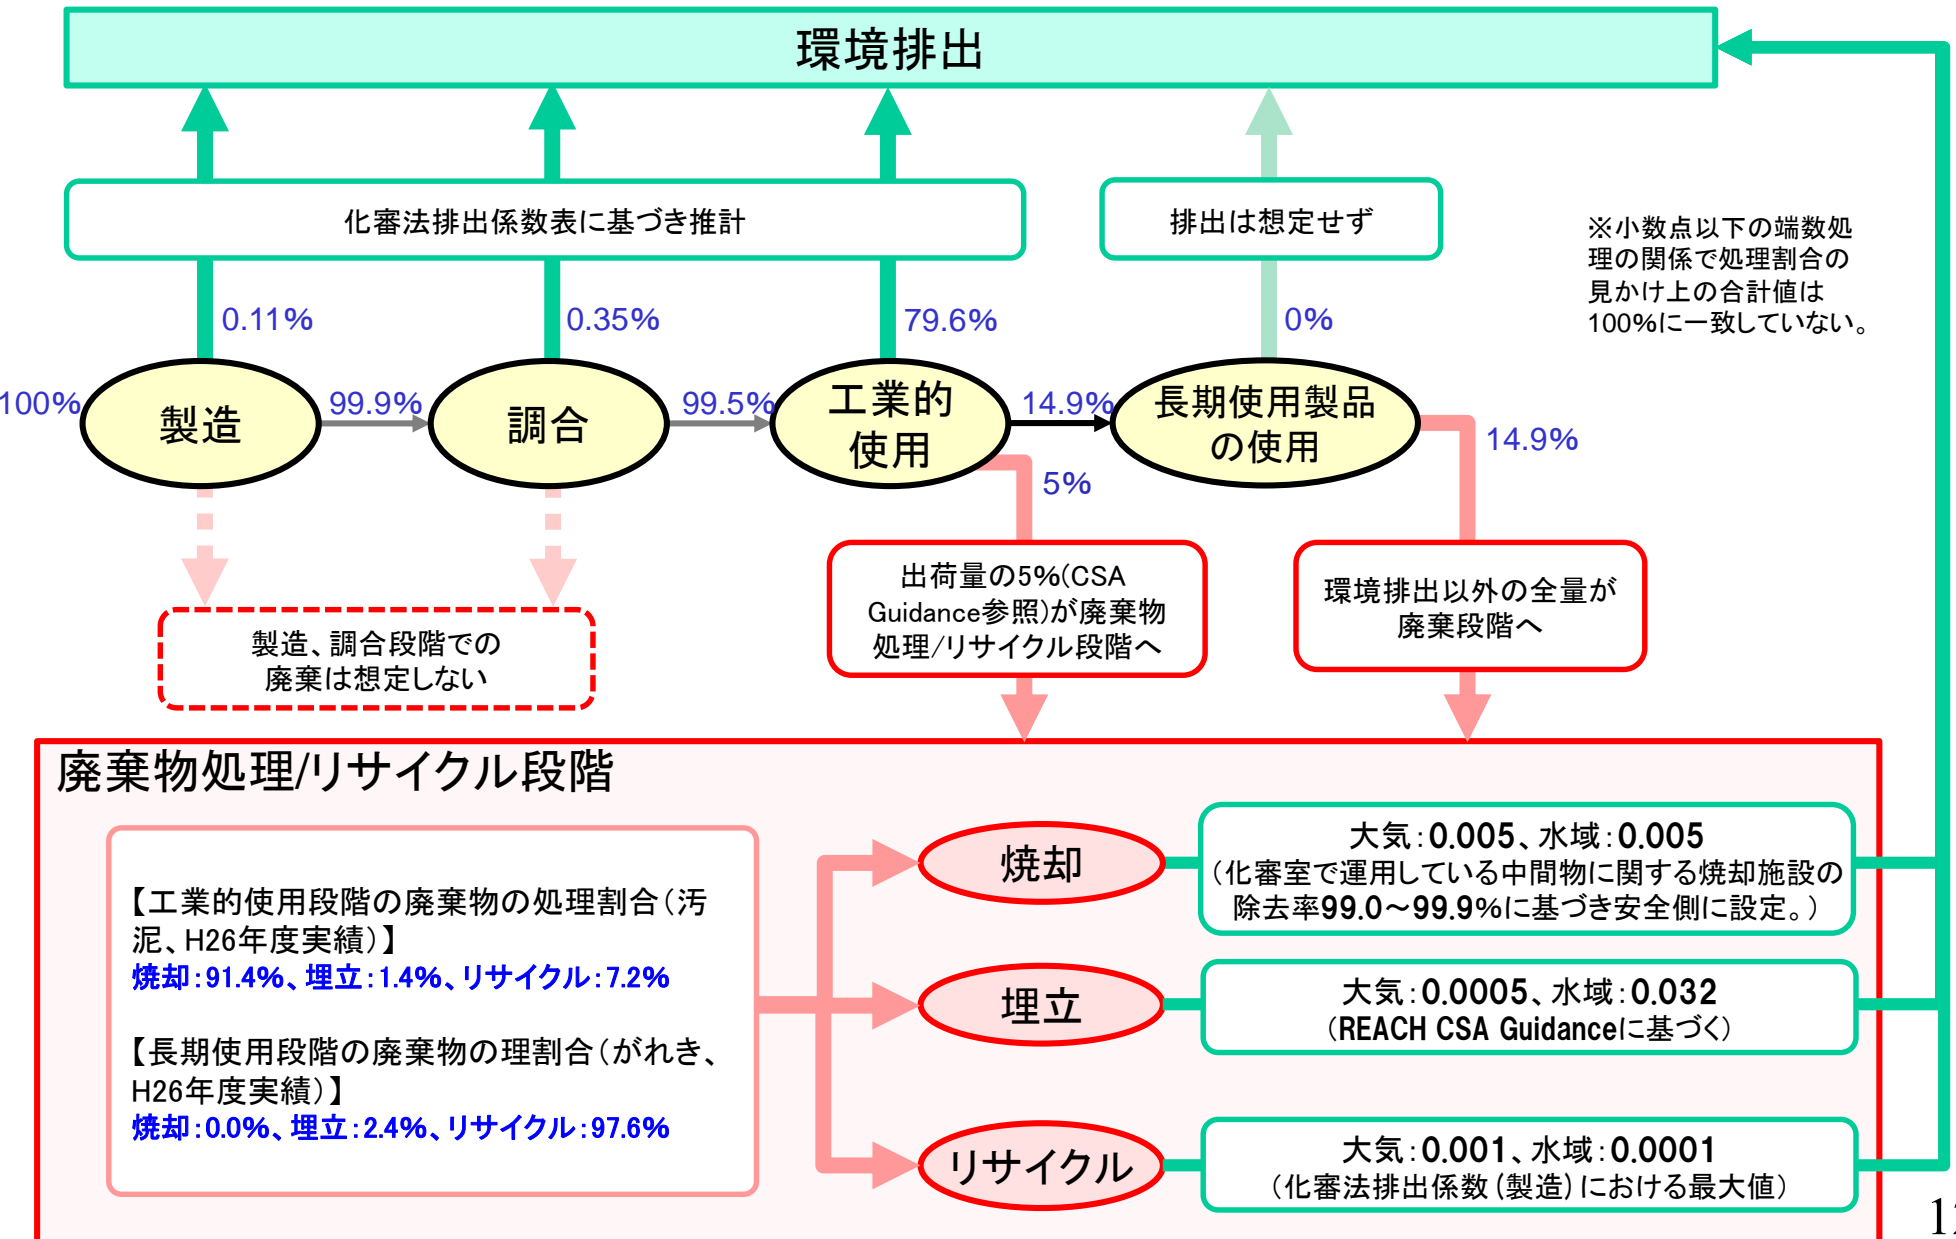 環境排出
化審法排出係数表に基づき推計
排出は想定せず
※小数点以下の端数処
理の関係で処理割合の
見かけ上の合計値は
100%に一致していない。
0.11%
0.35%
79.6%
0%
100%
製造
99.9%
調合
99.5%
工業的
使用
14.9%
長期使用製品
の使用
14.9%
5%
製造、調合段階での
廃棄は想定しない
出荷量の5%(CSA
Guidance参照)が廃棄物
処理/リサイクル段階へ
環境排出以外の全量が
廃棄段階へ
廃棄物処理/リサイクル段階
【工業的使用段階の廃棄物の処理割合(汚
泥、H26年度実績)】
焼却:91.4%、埋立:1.4%、リサイクル:7.2%
【長期使用段階の廃棄物の理割合(がれき、
H26年度実績)】
焼却:0.0%、埋立:2.4%、リサイクル:97.6%
焼却
大気:0.005、水域:0.005
(化審室で運用している中間物に関する焼却施設の
除去率99.0~99.9%に基づき安全側に設定。)
埋立
大気:0.0005、水域:0.032
(REACH CSA Guidanceに基づく)
リサイクル
大気:0.001、水域:0.0001
(化審法排出係数(製造)における最大値)